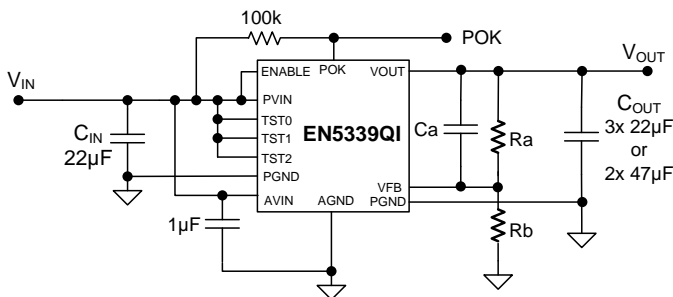 100k
POK
V_IN
C_IN
22µF
1µF
ENABLE
PVIN
TST0
TST1
TST2
PGND
AVIN
POK
EN5339QI
AGND
VOUT
VFB
PGND
Ca
Ra
Rb
V_OUT
C_OUT
3x 22µF
or
2x 47µF